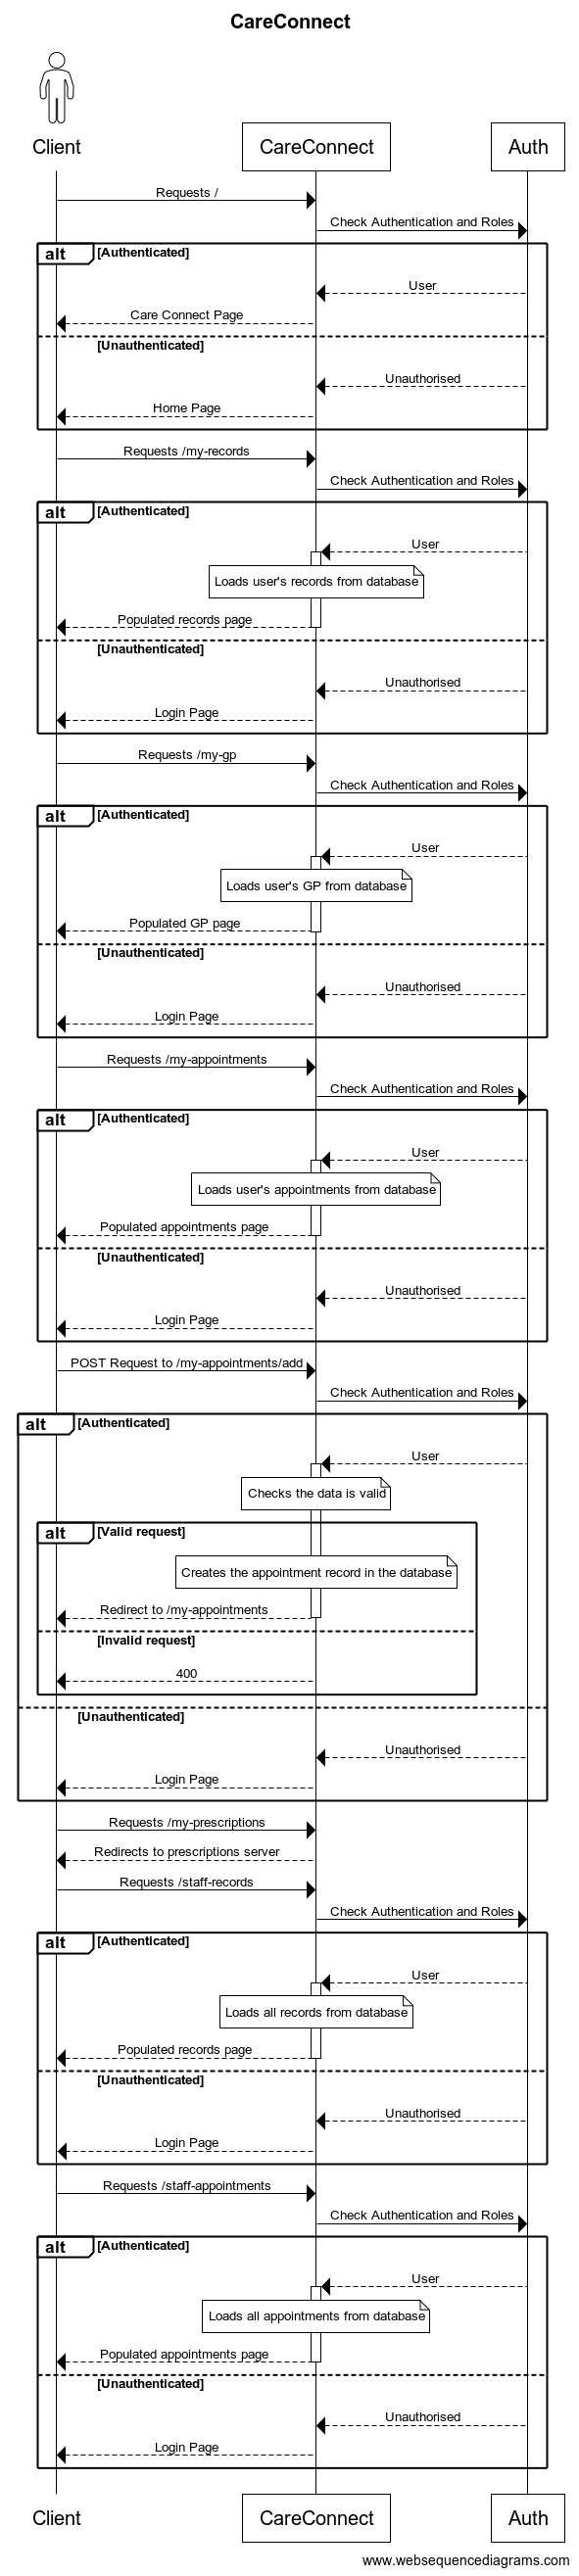 CareConnect
Client
CareConnect
Auth
Requests /
Check Authentication and Roles
alt [Authenticated]
User
Care Connect Page
[Unauthenticated]
Unauthorised
Home Page
Requests /my-records
Check Authentication and Roles
alt [Authenticated]
User
Loads user's records from database
Populated records page
[Unauthenticated]
Unauthorised
Login Page
Requests /my-gp
Check Authentication and Roles
alt [Authenticated]
User
Loads user's GP from database
Populated GP page
[Unauthenticated]
Unauthorised
Login Page
Requests /my-appointments
Check Authentication and Roles
alt [Authenticated]
User
Loads user's appointments from database
Populated appointments page
[Unauthenticated]
Unauthorised
Login Page
POST Request to /my-appointments/add
Check Authentication and Roles
alt [Authenticated]
User
Checks the data is valid
alt [Valid request]
Creates the appointment record in the database
Redirect to /my-appointments
[Invalid request]
400
[Unauthenticated]
Unauthorised
Login Page
Requests /my-prescriptions
Redirects to prescriptions server
Requests /staff-records
Check Authentication and Roles
alt [Authenticated]
User
Loads all records from database
Populated records page
[Unauthenticated]
Unauthorised
Login Page
Requests /staff-appointments
Check Authentication and Roles
alt [Authenticated]
User
Loads all appointments from database
Populated appointments page
[Unauthenticated]
Unauthorised
Login Page
Client
CareConnect
Auth
www.websequencediagrams.com